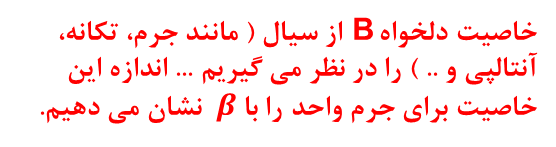 خاصیت دلخواه B از سیال ( مانند جرم، تکانه،
آنتالپی و .. ) را در نظر می گیریم ... اندازه این
خاصیت برای جرم واحد را با β نشان می دهیم.